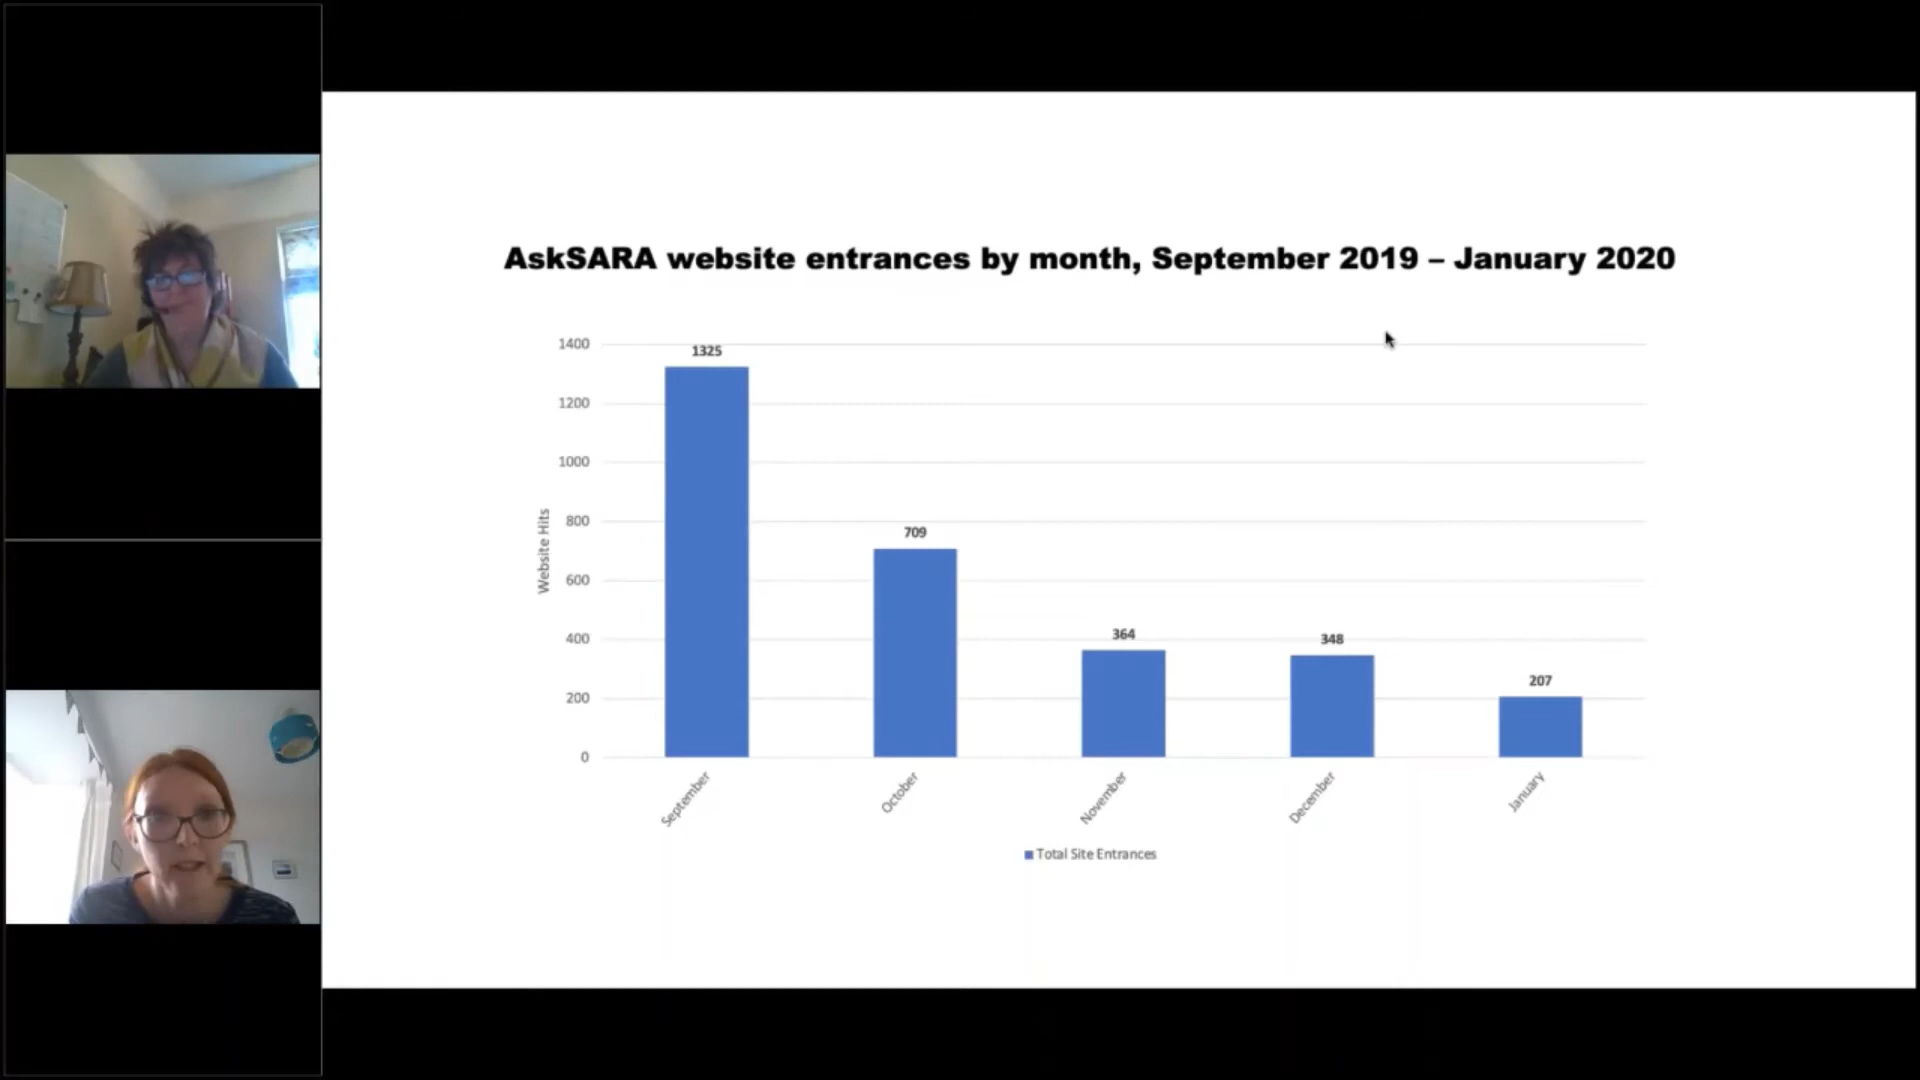 AskSARA website entrances by month, September 2019 – January 2020
1400
1200
1000
800
600
400
200
0
Website Hits
1325
709
364
348
207
September
October
November
December
January
Total Site Entrances